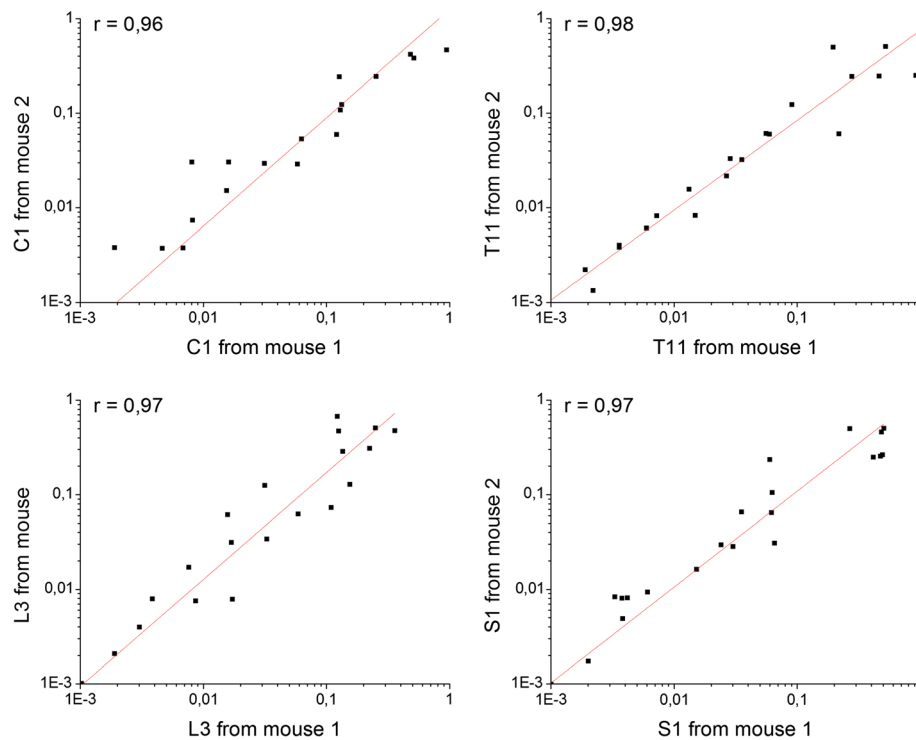 r = 0,96
1
0,1
0,01
1E-3
C1 from mouse 2
1E-3
0,01
0,1
1
C1 from mouse 1
r = 0,98
1
0,1
0,01
1E-3
T11 from mouse 2
1E-3
0,01
0,1
T11 from mouse 1
r = 0,97
1
0,1
0,01
1E-3
L3 from mouse
1E-3
0,01
0,1
1
L3 from mouse 1
r = 0,97
1
0,1
0,01
1E-3
S1 from mouse 2
1E-3
0,01
0,1
S1 from mouse 1